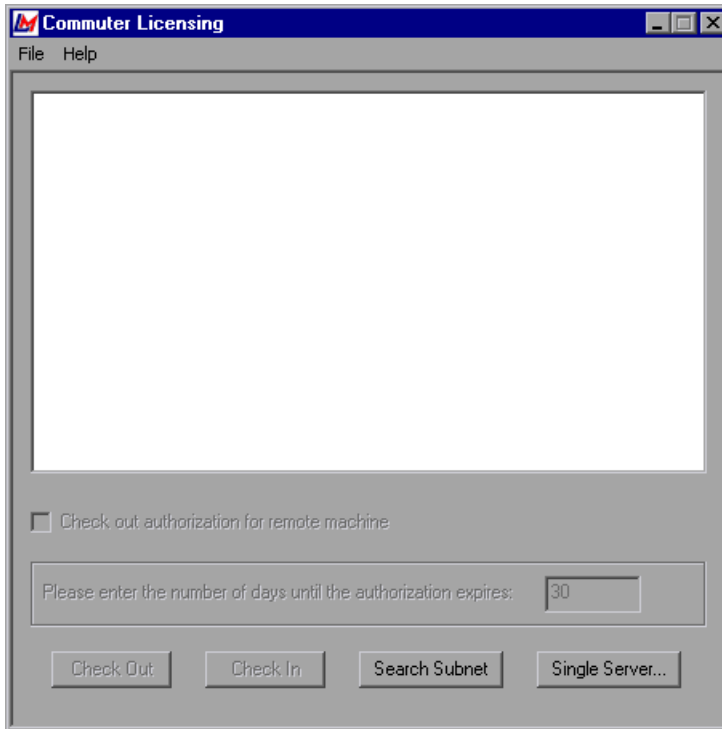 Commuter Licensing
File Help
Check out authorization for remote machine
Please enter the number of days until the authorization expires: 30
Check Out Check In Search Subnet Single Server...